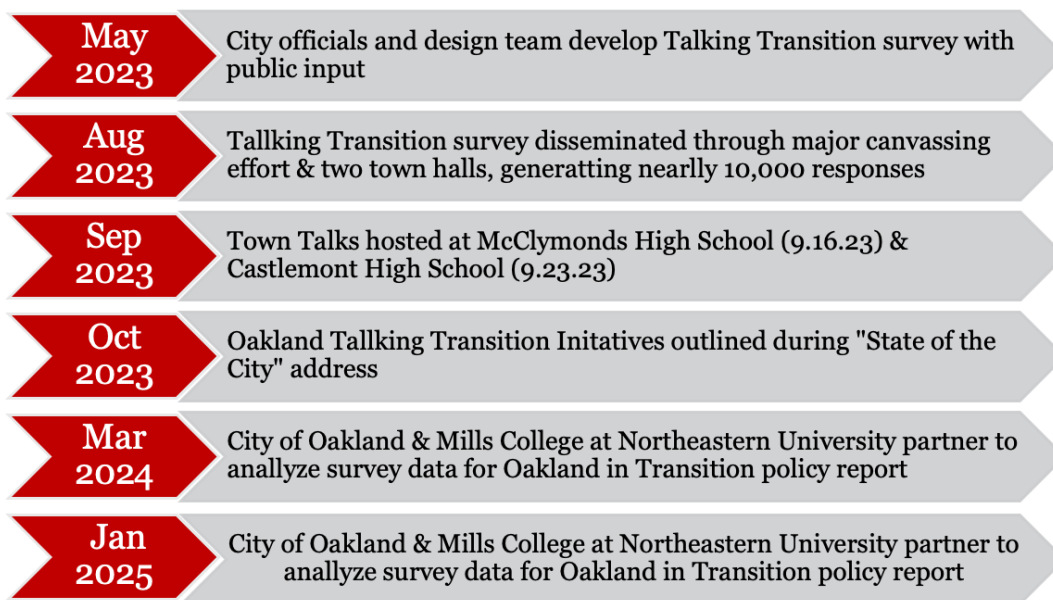 May
2023
City officials and design team develop Talking Transition survey with
public input
Aug
2023
Tallking Transition survey disseminated through major canvassing
effort & two town halls, generatting nearlly 10,000 responses
Sep
2023
Town Talks hosted at McClymonds High School (9.16.23) &
Castlemont High School (9.23.23)
Oct
2023
Oakland Tallking Transition Initatives outlined during "State of the
City" address
Mar
2024
City of Oakland & Mills College at Northeastern University partner to
anallyze survey data for Oakland in Transition policy report
Jan
2025
City of Oakland & Mills College at Northeastern University partner to
anallyze survey data for Oakland in Transition policy report